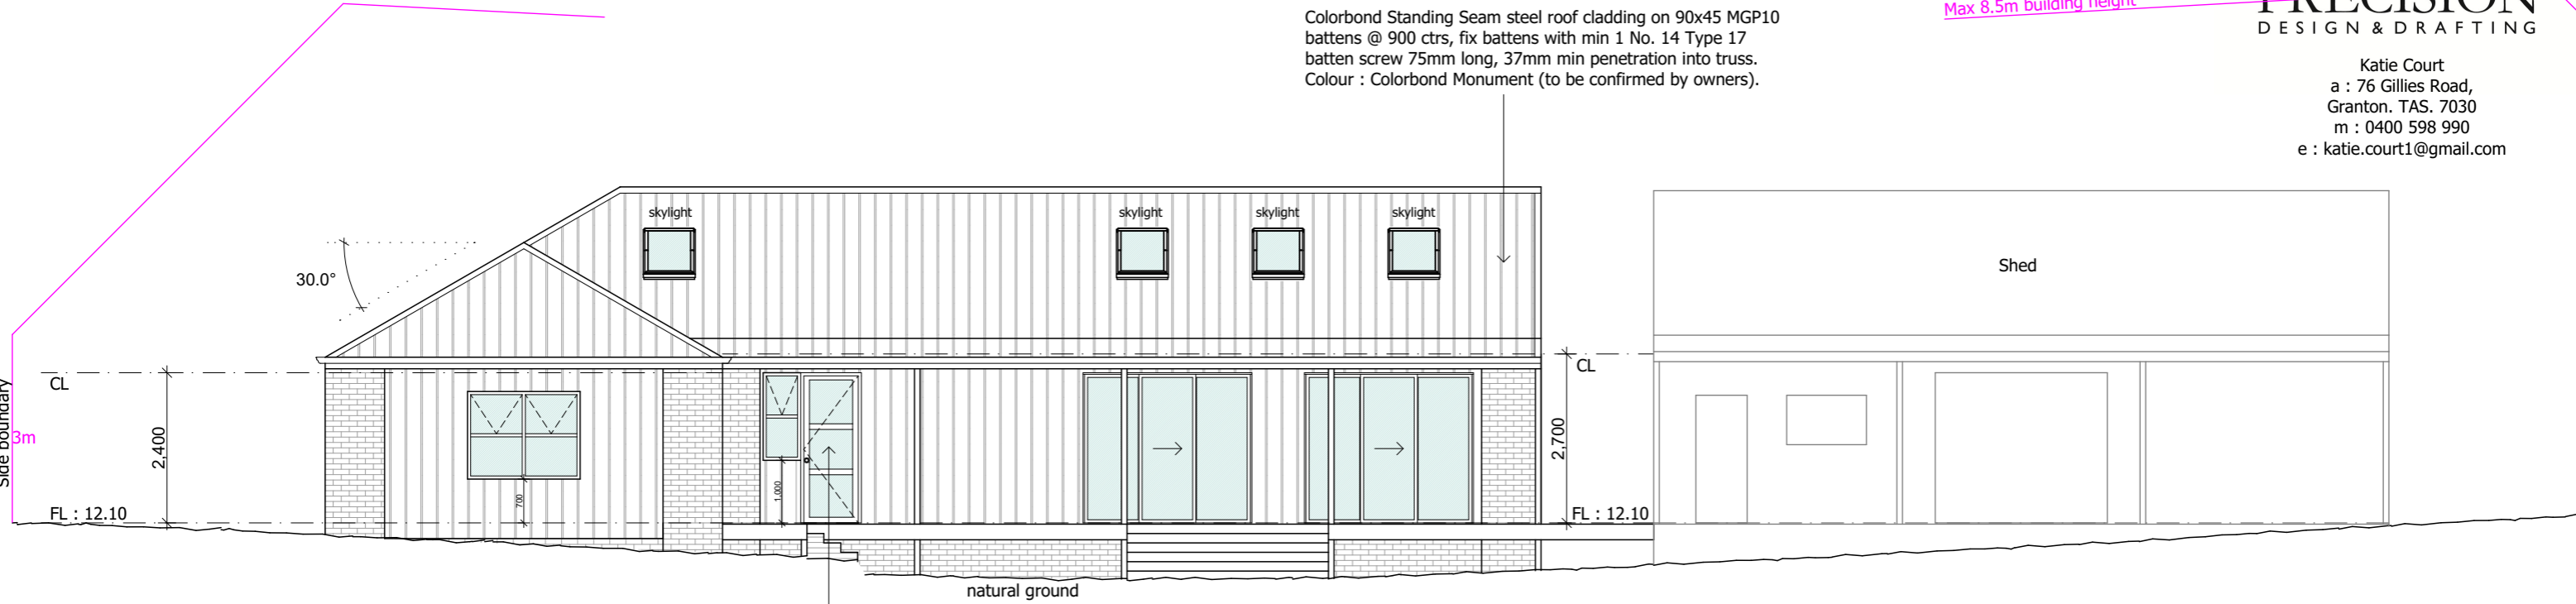 Colorbond Standing Seam steel roof cladding on 90x45 MGP10
battens @ 900 ctrs, fix battens with min 1 No. 14 Type 17
batten screw 75mm long, 37mm min penetration into truss.
Colour : Colorbond Monument (to be confirmed by owners).
Max 8.5m building height
PRECISION
DESIGN & DRAFTING
Katie Court
a : 76 Gillies Road,
Granton. TAS. 7030
m : 0400 598 990
e : katie.court1@gmail.com
skylight
skylight
skylight
skylight
30.0°
Shed
CL
CL
Side boundary
3m
2,400
2,700
700
1,000
FL : 12.10
FL : 12.10
natural ground